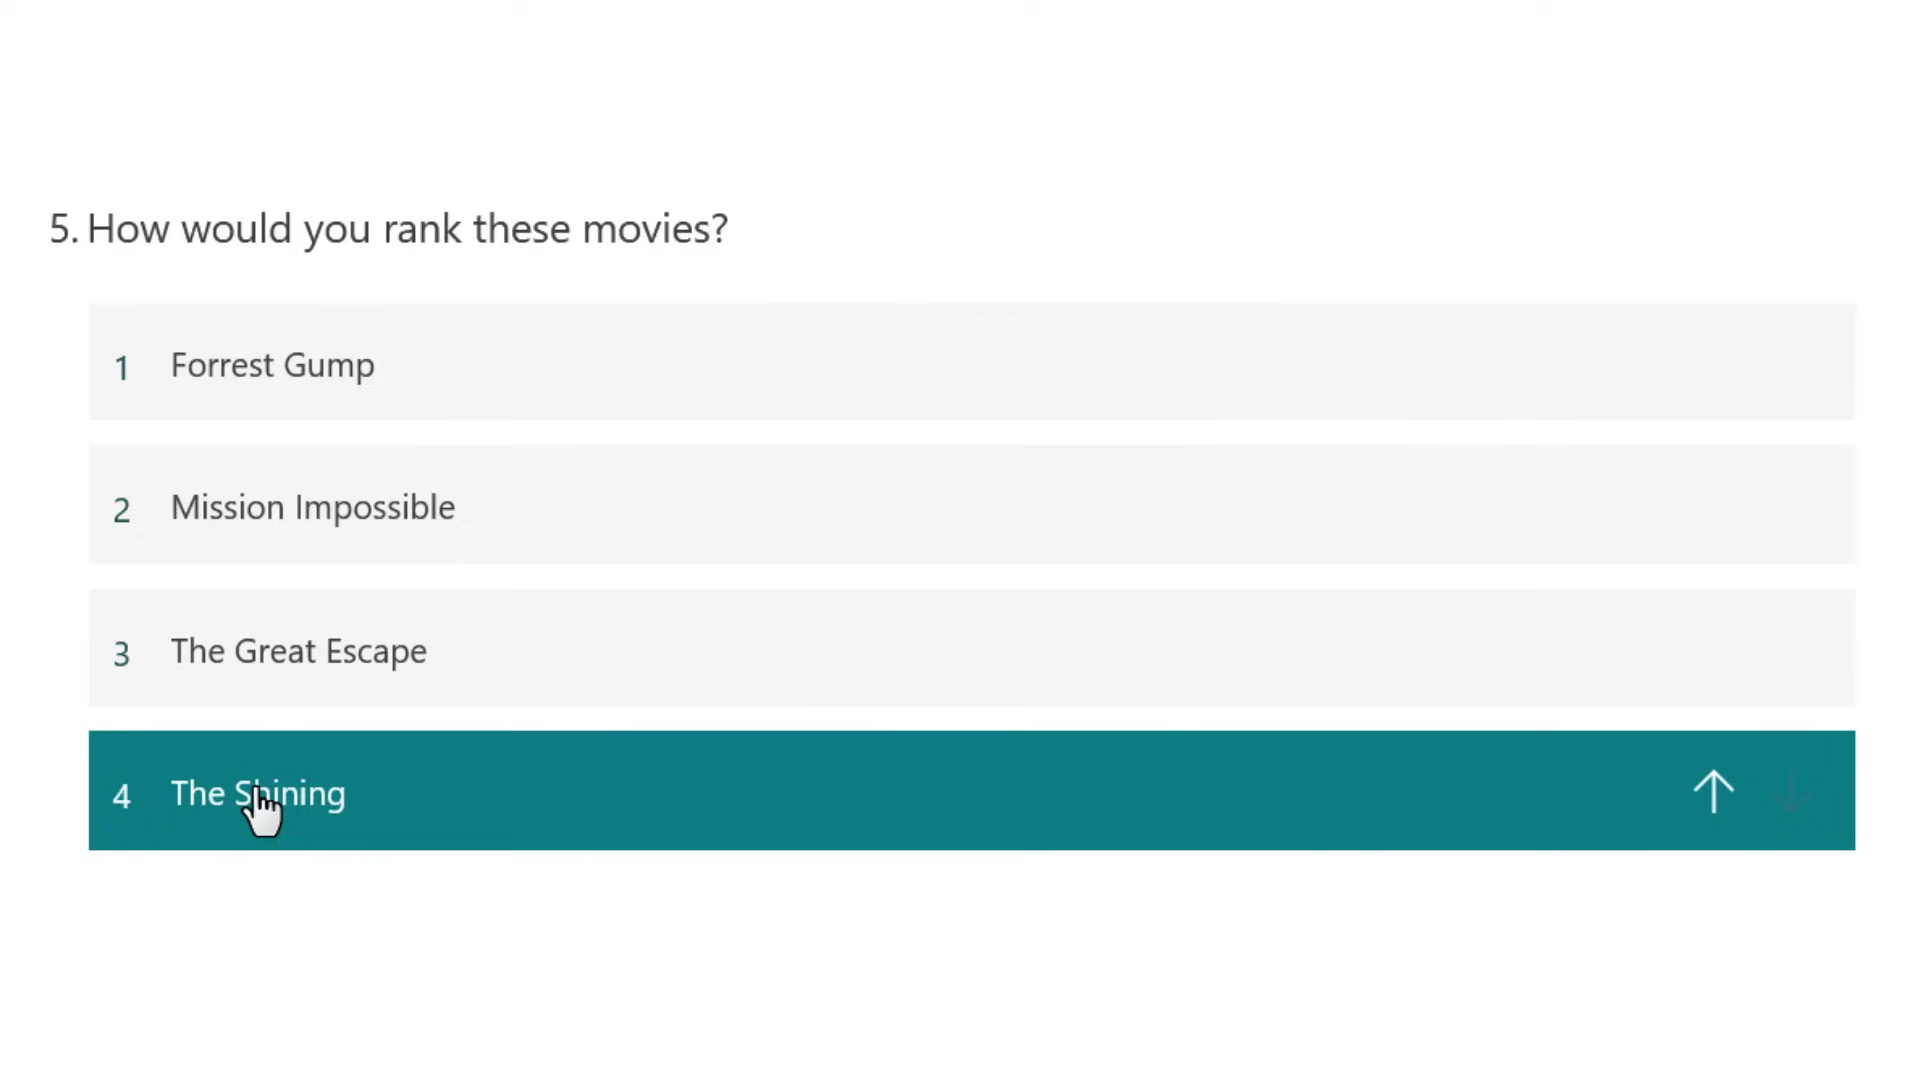 5. How would you rank these movies?
1 Forrest Gump
2 Mission Impossible
3 The Great Escape
4 The Shining